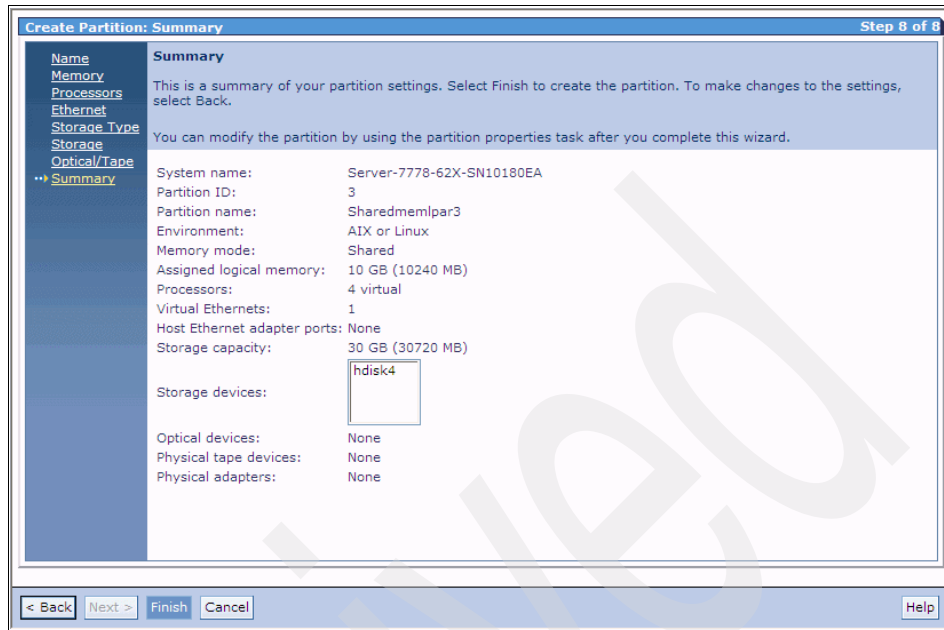 Create Partition: Summary Step 8 of 8
Name
Memory
Processors
Ethernet
Storage Type
Storage
Optical/Tape
Summary
Summary
This is a summary of your partition settings. Select Finish to create the partition. To make changes to the settings,
select Back.
You can modify the partition by using the partition properties task after you complete this wizard.
System name: Server-7778-62X-SN10180EA
Partition ID: 3
Partition name: Sharedmemlpar3
Environment: AIX or Linux
Memory mode: Shared
Assigned logical memory: 10 GB (10240 MB)
Processors: 4 virtual
Virtual Ethernets: 1
Host Ethernet adapter ports: None
Storage capacity: 30 GB (30720 MB)
Storage devices: hdisk4
Optical devices: None
Physical tape devices: None
Physical adapters: None
< Back Next > Finish Cancel Help